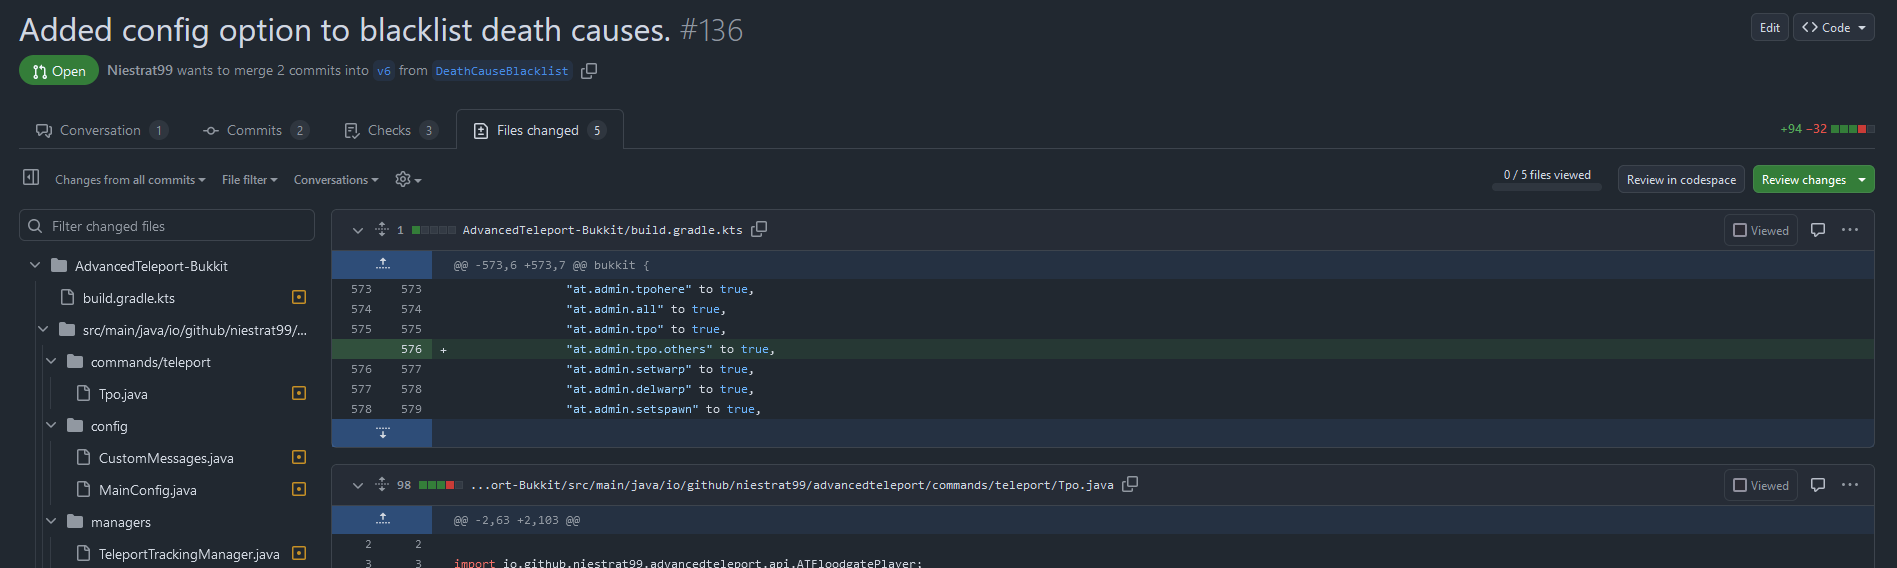 Added config option to blacklist death causes. #136
Edit
Code
Open
Niestrat99 wants to merge 2 commits into v6 from DeathCauseBlacklist
Conversation 1
Commits 2
Checks 3
Files changed 5
+94 −32
Changes from all commits
File filter
Conversations
0 / 5 files viewed
Review in codespace
Review changes
Filter changed files
AdvancedTeleport-Bukkit
build.gradle.kts
src/main/java/io/github/niestrat99/...
commands/teleport
Tpo.java
config
CustomMessages.java
MainConfig.java
managers
TeleportTrackingManager.java
1 AdvancedTeleport-Bukkit/build.gradle.kts
Viewed
@@ -573,6 +573,7 @@ bukkit {
573 573 "at.admin.tpohere" to true,
574 574 "at.admin.all" to true,
575 575 "at.admin.tpo" to true,
576 + "at.admin.tpo.others" to true,
576 577 "at.admin.setwarp" to true,
577 578 "at.admin.delwarp" to true,
578 579 "at.admin.setspawn" to true,
98 ...ort-Bukkit/src/main/java/io/github/niestrat99/advancedteleport/commands/teleport/Tpo.java
Viewed
@@ -2,63 +2,103 @@
2 2
3 3 import io.github.niestrat99.advancedteleport.api.ATFloodgatePlayer;